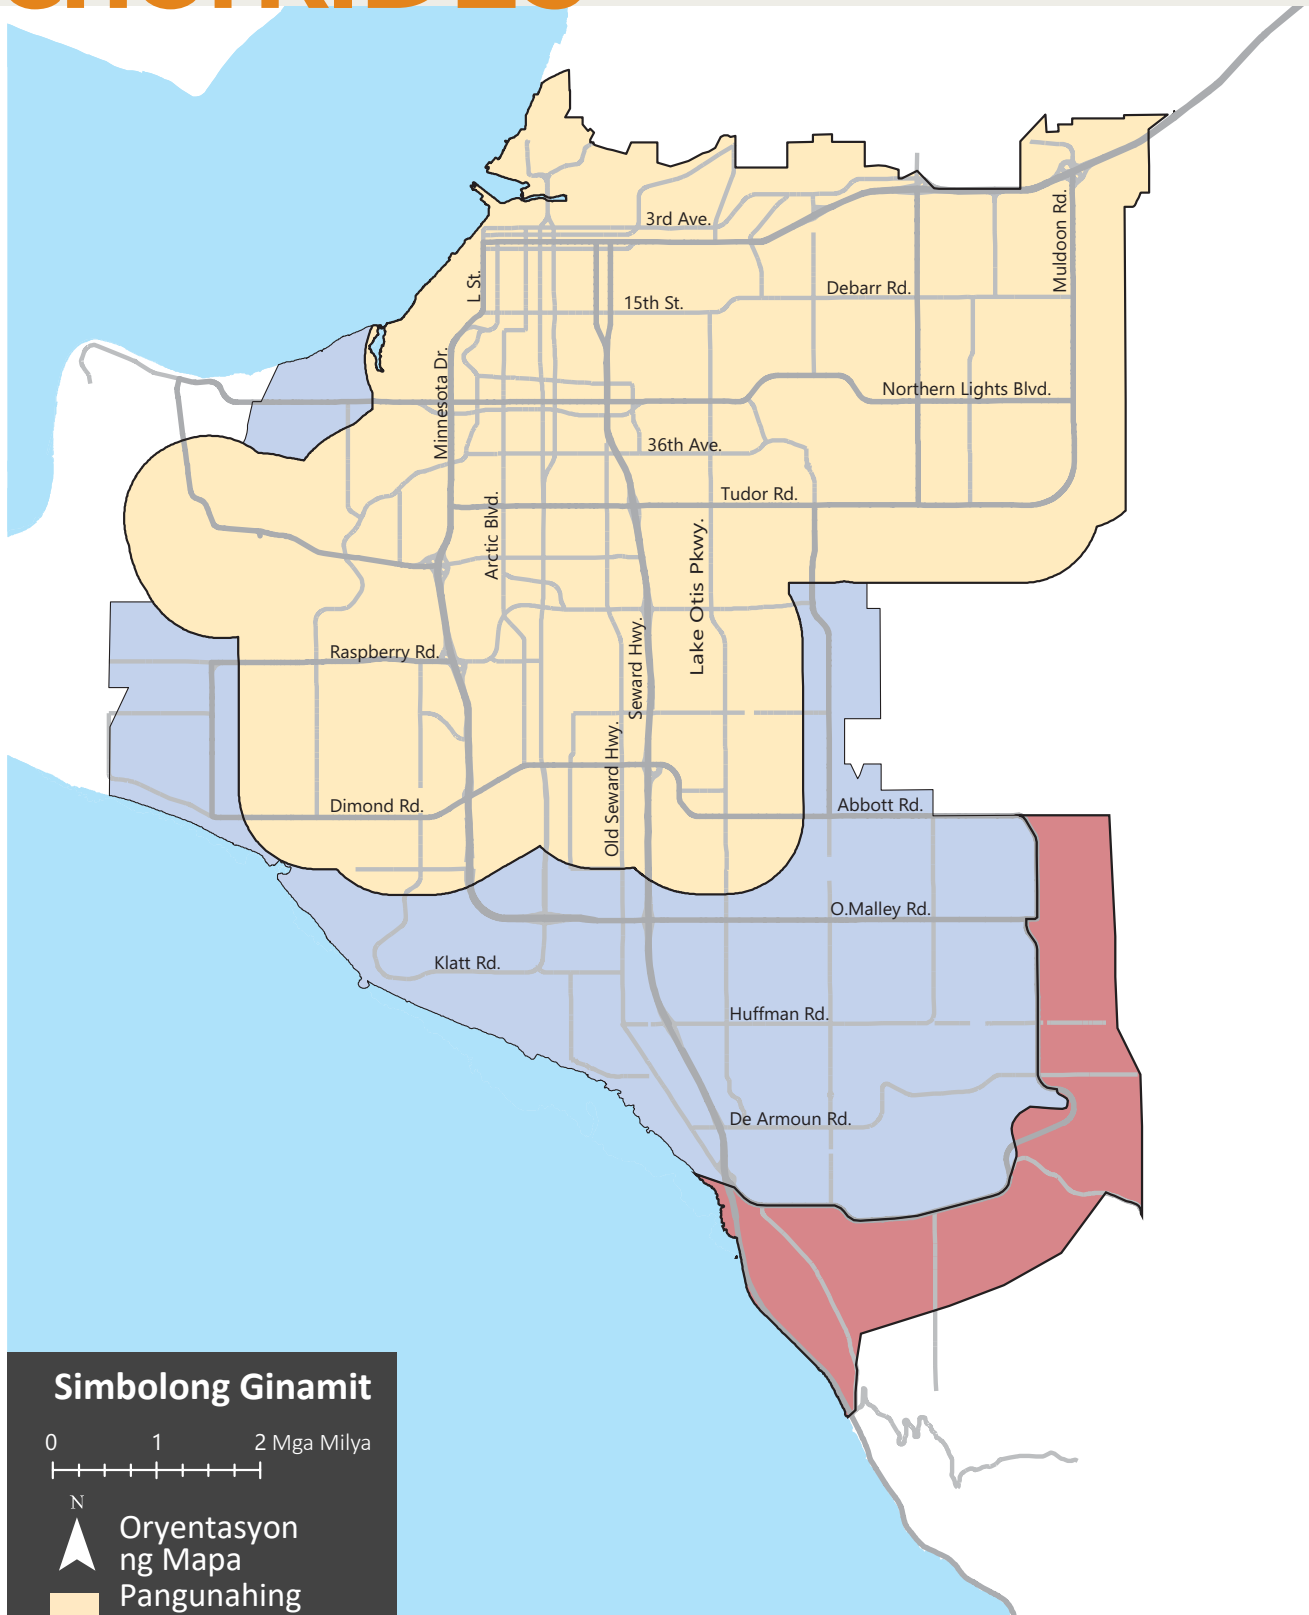 3rd Ave.
Muldoon Rd.
L St.
Debarr Rd.
15th St.
Minnesota Dr.
Northern Lights Blvd.
36th Ave.
Tudor Rd.
Arctic Blvd.
Lake Otis Pkwy.
Seward Hwy.
Raspberry Rd.
Old Seward Hwy.
Dimond Rd.
Abbott Rd.
O.Malley Rd.
Klatt Rd.
Huffman Rd.
De Armoun Rd.
Simbolong Ginamit
0 1 2 Mga Milya
N
Oryentasyon
ng Mapa
Pangunahing